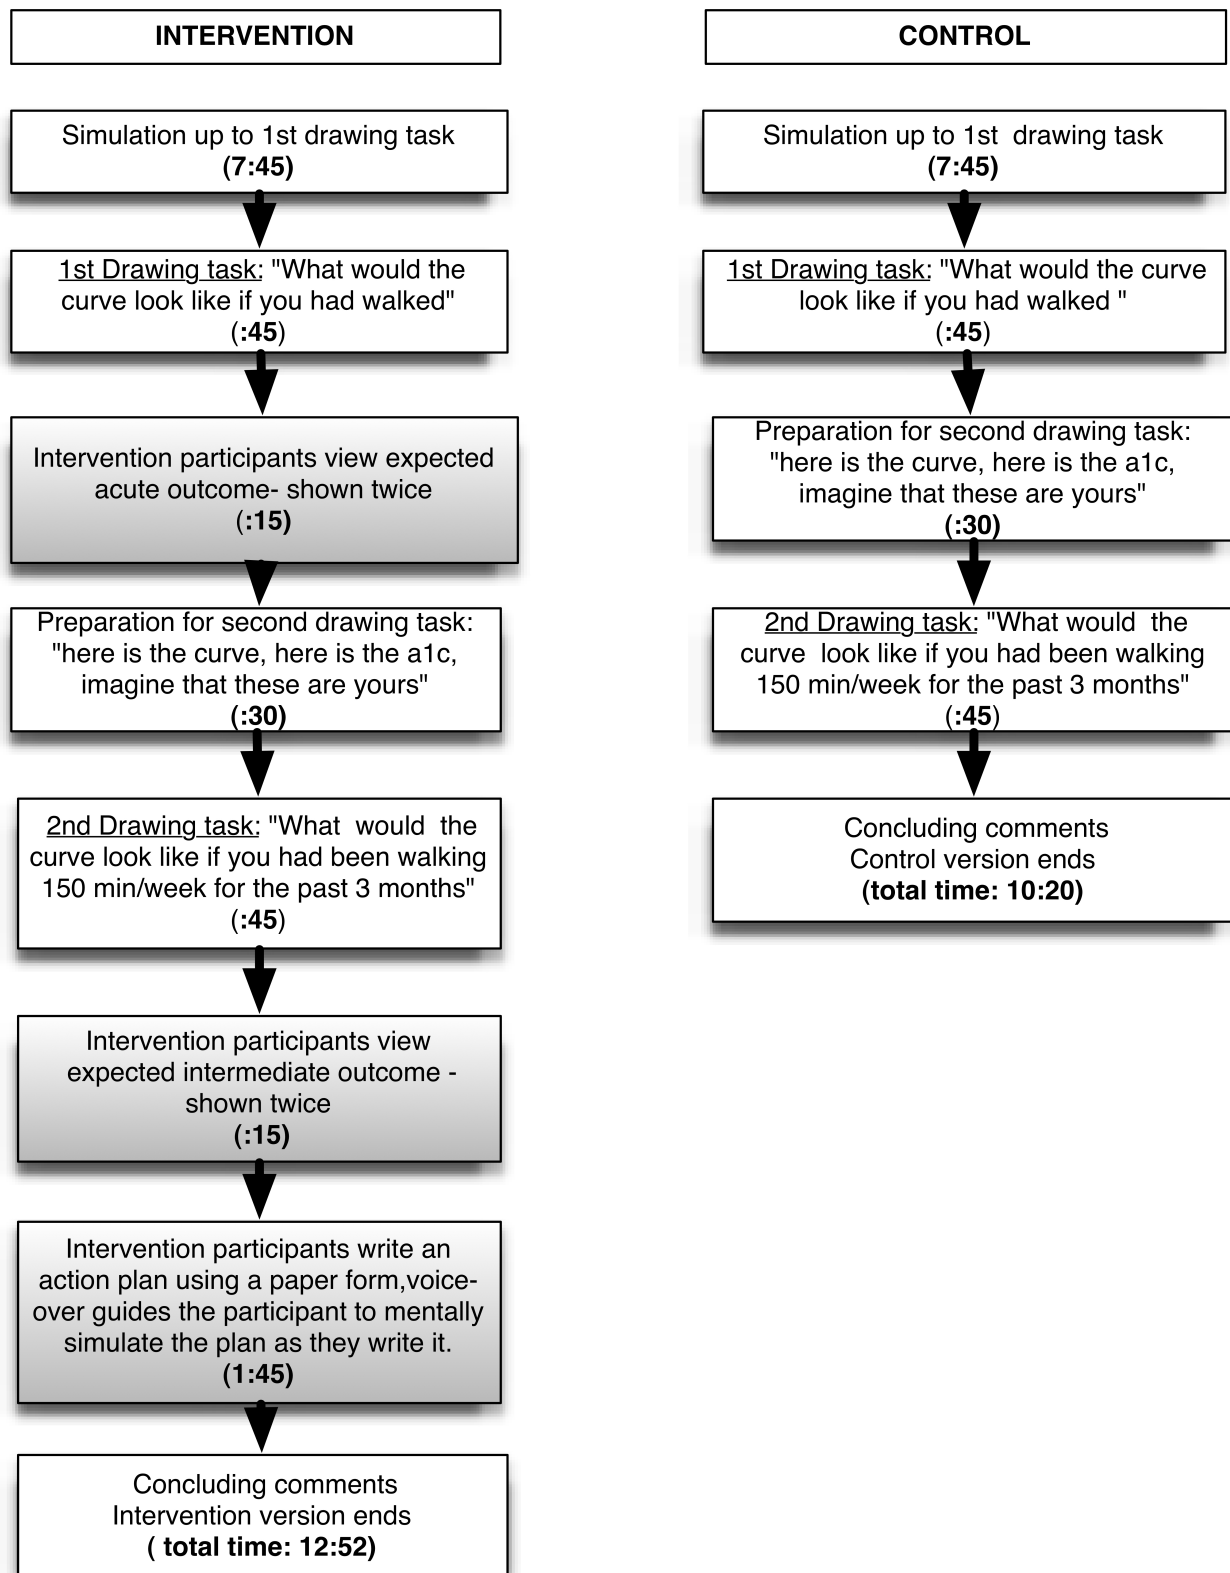 INTERVENTION
Simulation up to 1st drawing task
(7:45)
1st Drawing task: "What would the
curve look like if you had walked"
(:45)
Intervention participants view expected
acute outcome- shown twice
(:15)
Preparation for second drawing task:
"here is the curve, here is the a1c,
imagine that these are yours"
(:30)
2nd Drawing task: "What would the
curve look like if you had been walking
150 min/week for the past 3 months"
(:45)
Intervention participants view
expected intermediate outcome -
shown twice
(:15)
Intervention participants write an
action plan using a paper form,voice-
over guides the participant to mentally
simulate the plan as they write it.
(1:45)
Concluding comments
Intervention version ends
( total time: 12:52)
CONTROL
Simulation up to 1st drawing task
(7:45)
1st Drawing task: "What would the curve
look like if you had walked "
(:45)
Preparation for second drawing task:
"here is the curve, here is the a1c,
imagine that these are yours"
(:30)
2nd Drawing task: "What would the
curve look like if you had been walking
150 min/week for the past 3 months"
(:45)
Concluding comments
Control version ends
(total time: 10:20)